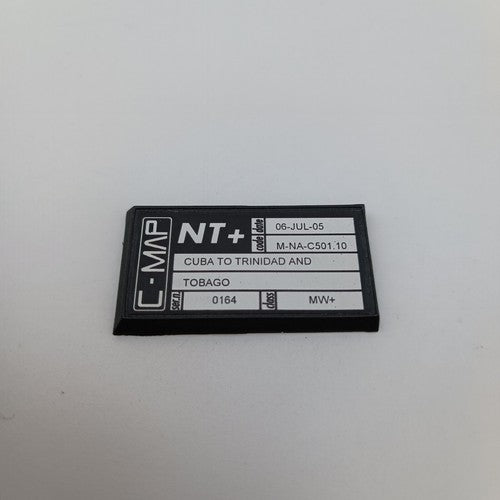 C-MAP
NT+
date 06-JUL-05
code M-NA-C501.10
CUBA TO TRINIDAD AND
TOBAGO
ser.n 0164 class MW+